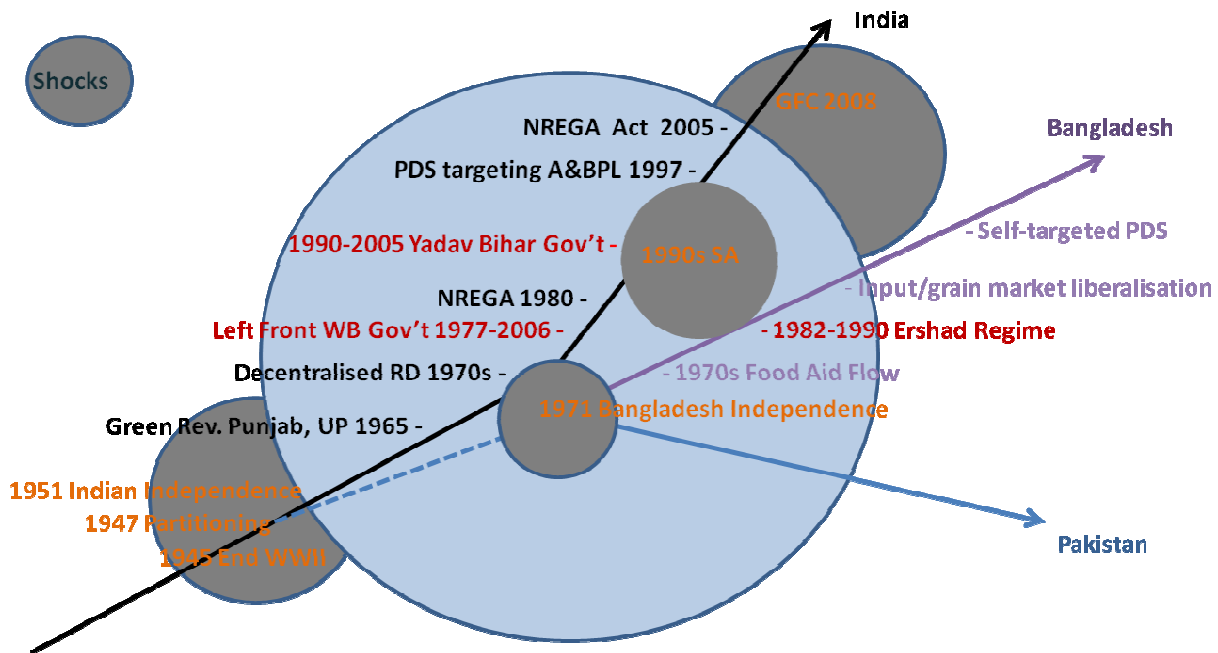 India
Shocks
GFC 2008
NREGA Act 2005 -
Bangladesh
PDS targeting A&BPL 1997 -
- Self-targeted PDS
1990-2005 Yadav Bihar Gov't -
1990s SA
- Input/grain market liberalisation
NREGA 1980 -
Left Front WB Gov't 1977-2006 -
- 1982-1990 Ershad Regime
Decentralised RD 1970s -
- 1970s Food Aid Flow
1971 Bangladesh Independence
Green Rev. Punjab, UP 1965 -
1951 Indian Independence
1947 Partitioning
1945 End WWII
Pakistan